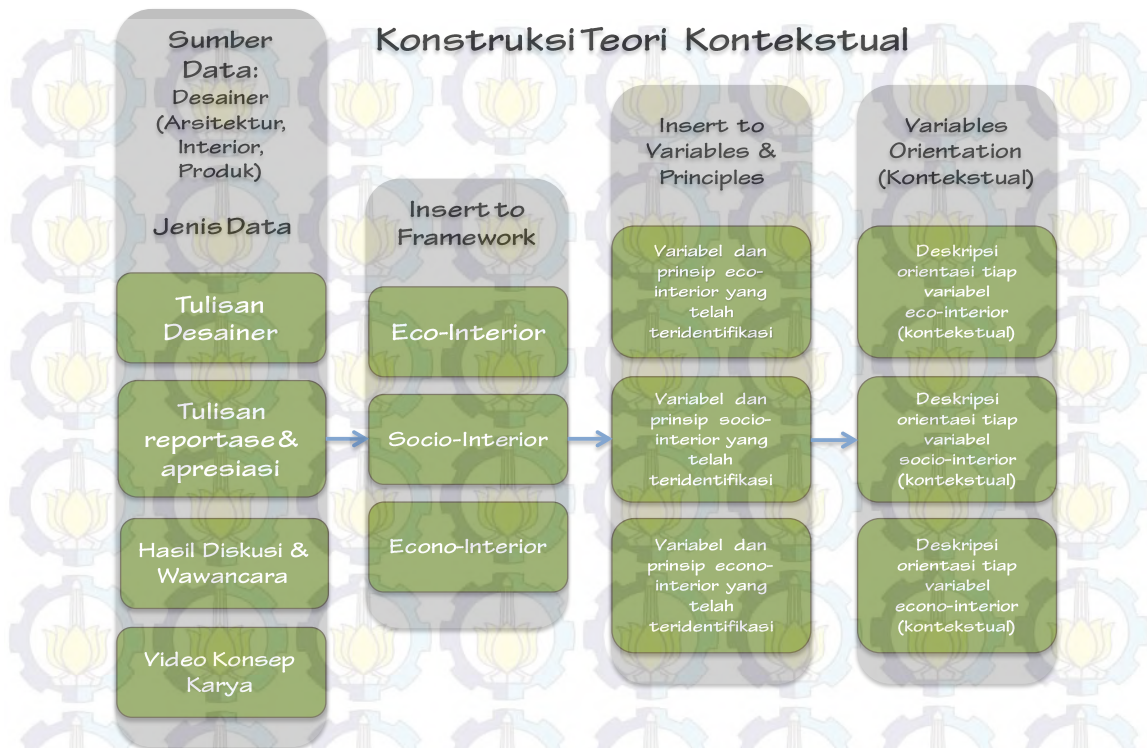 Konstruksi Teori Kontekstual
Sumber
Data:
Desainer
(Arsitektur,
Interior,
Produk)
Jenis Data
Tulisan
Desainer
Tulisan
reportase &
apresiasi
Hasil Diskusi &
Wawancara
Video Konsep
Karya
Insert to
Framework
Eco-Interior
Socio-Interior
Econo-Interior
Insert to
Variables &
Principles
Variabel dan
prinsip eco-
interior yang
telah
teridentifikasi
Variabel dan
prinsip socio-
interior yang
telah
teridentifikasi
Variabel dan
prinsip econo-
interior yang
telah
teridentifikasi
Variables
Orientation
(Kontekstual)
Deskripsi
orientasi tiap
variabel
eco-interior
(kontekstual)
Deskripsi
orientasi tiap
variabel
socio-interior
(kontekstual)
Deskripsi
orientasi tiap
variabel
econo-interior
(kontekstual)